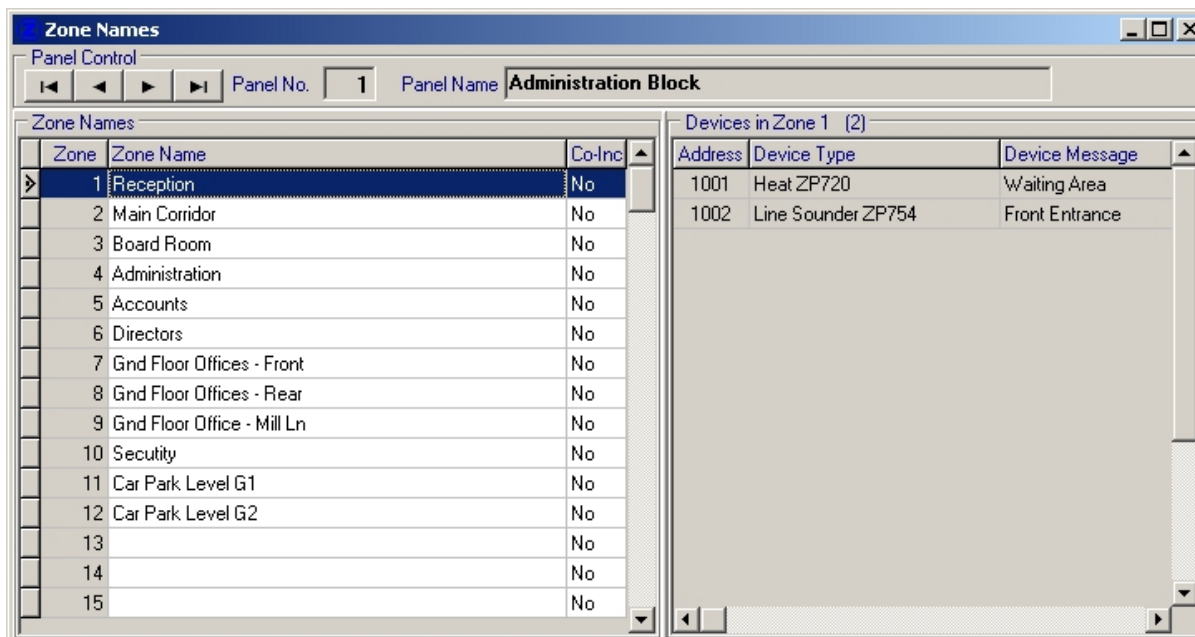 Zone Names
Panel Control
Panel No. 1 Panel Name Administration Block
Zone Names
Zone Zone Name Co-Inc
1 Reception No
2 Main Corridor No
3 Board Room No
4 Administration No
5 Accounts No
6 Directors No
7 Gnd Floor Offices - Front No
8 Gnd Floor Offices - Rear No
9 Gnd Floor Office - Mill Ln No
10 Secutity No
11 Car Park Level G1 No
12 Car Park Level G2 No
13 No
14 No
15 No
Devices in Zone 1 (2)
Address Device Type Device Message
1001 Heat ZP720 Waiting Area
1002 Line Sounder ZP754 Front Entrance